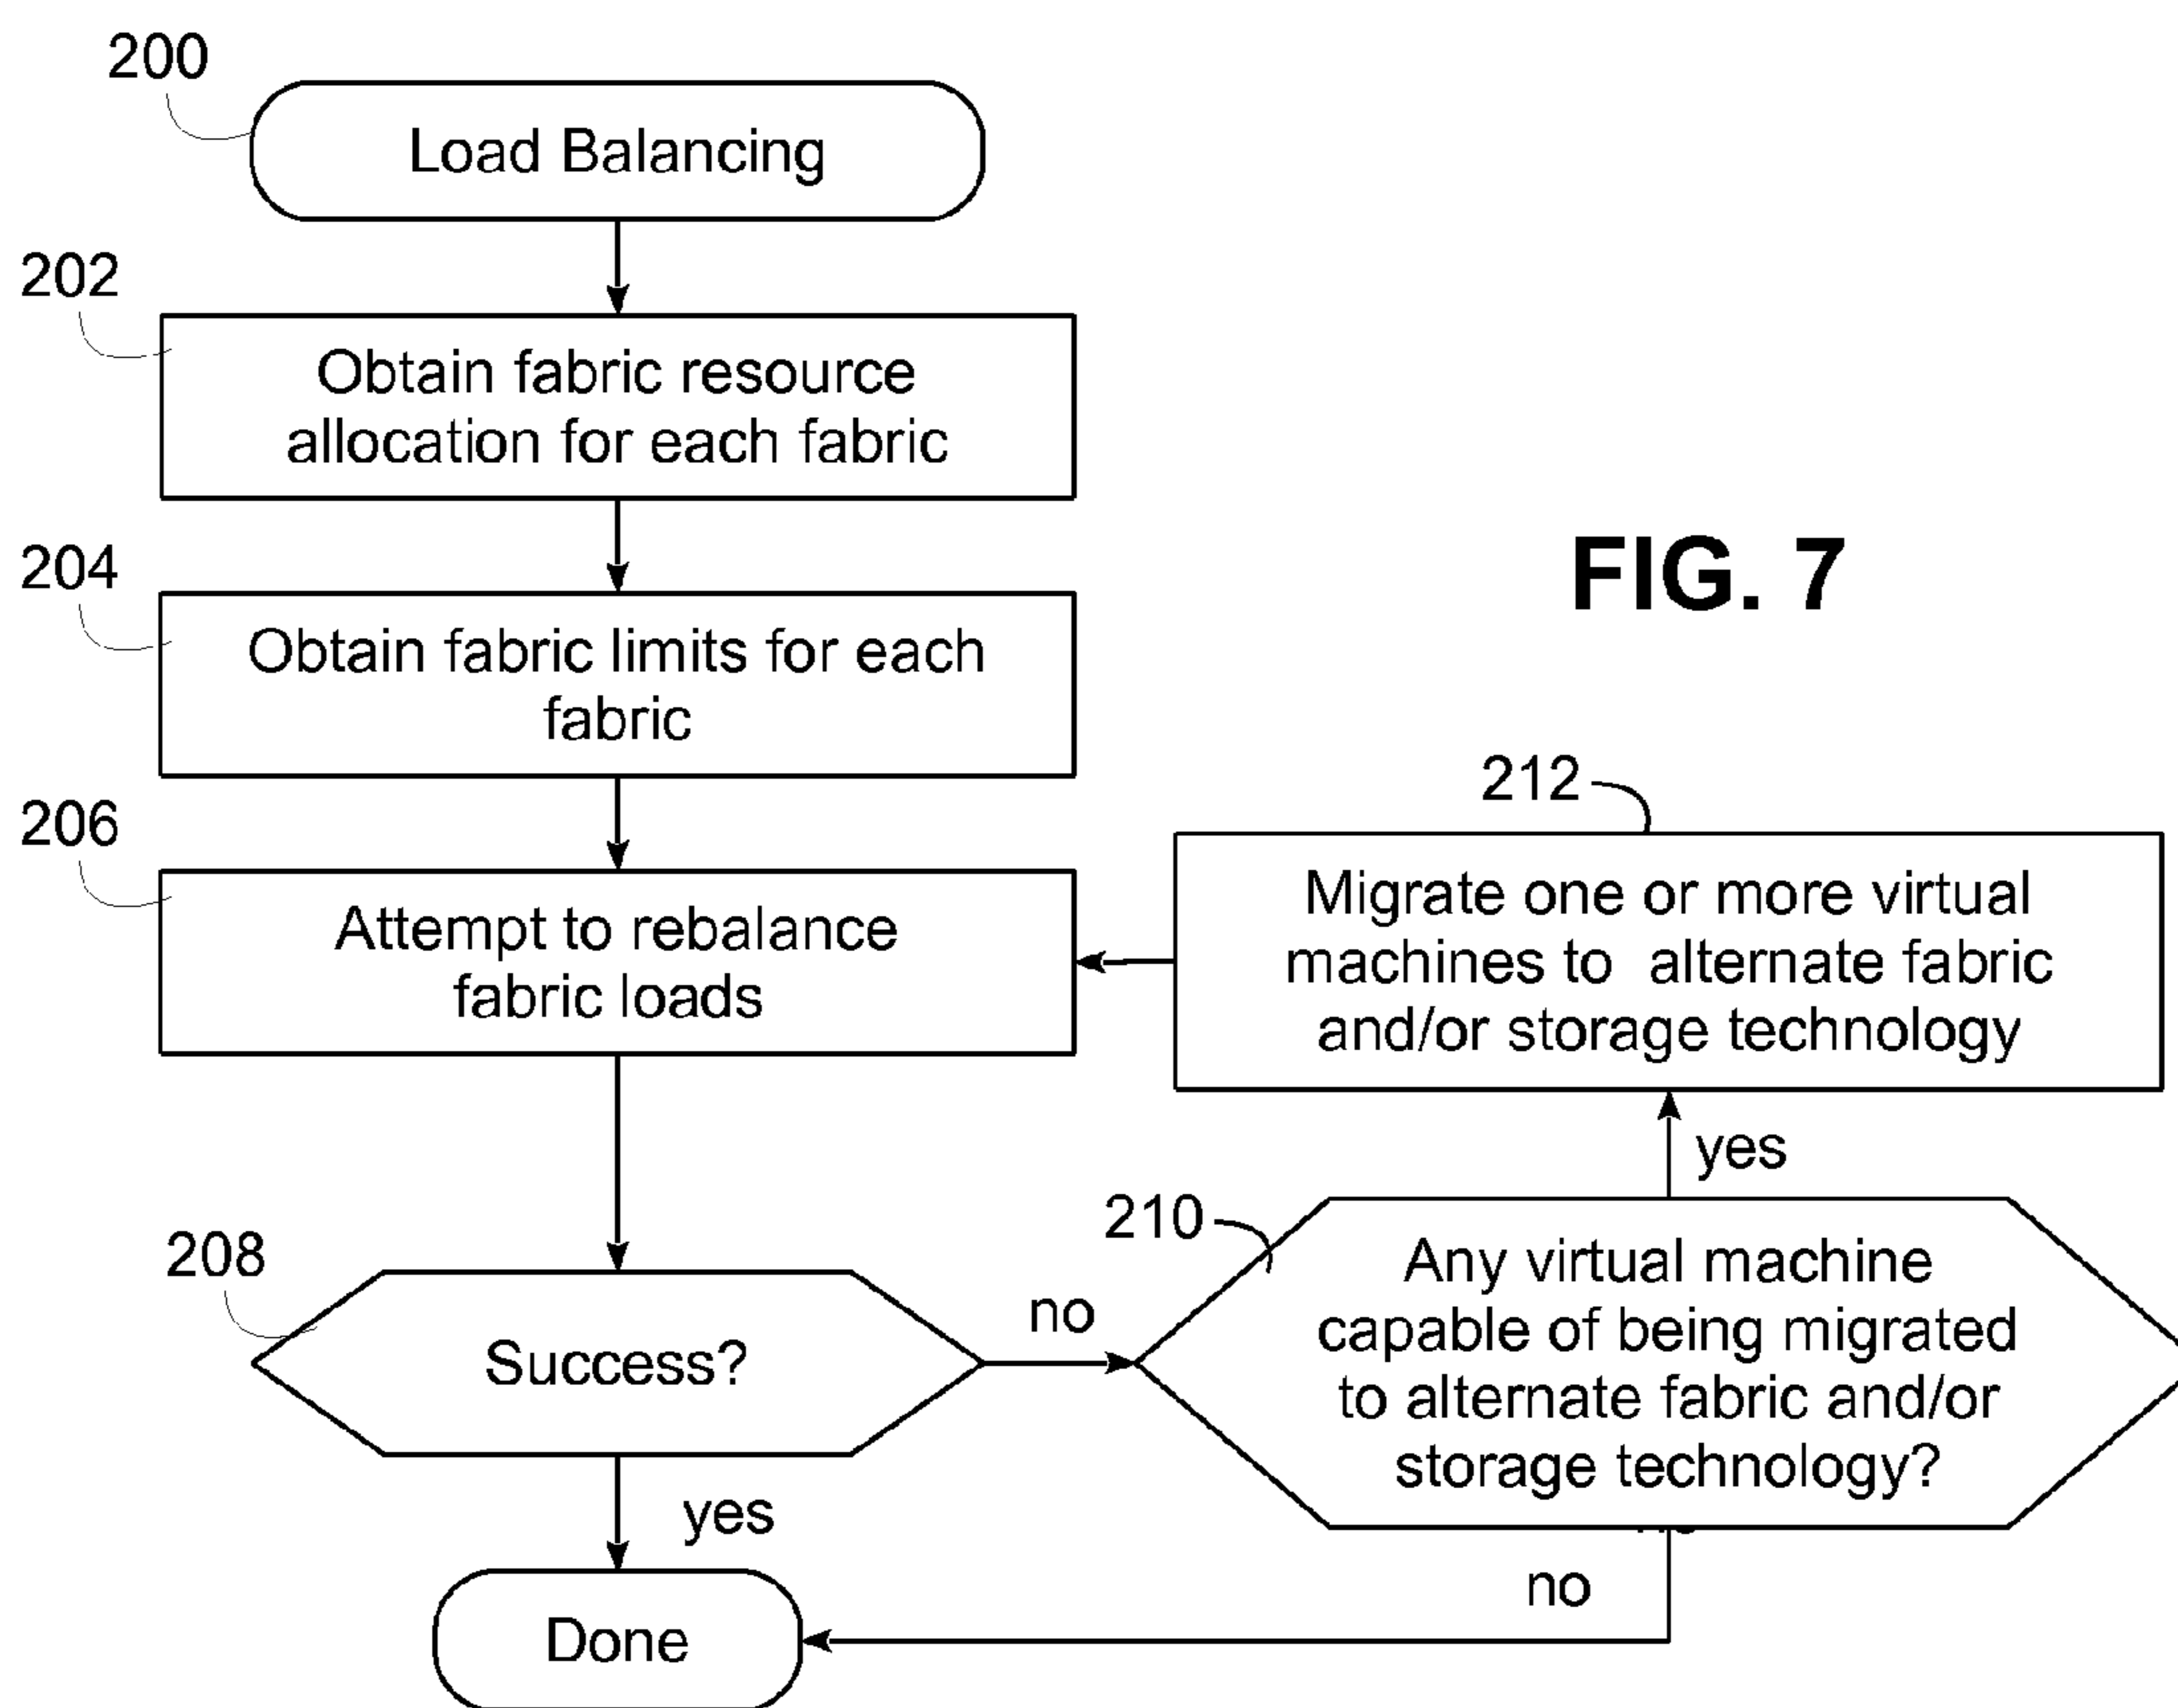 200
Load Balancing
202
Obtain fabric resource
allocation for each fabric
204
Obtain fabric limits for each
fabric
FIG. 7
206
Attempt to rebalance
fabric loads
212
Migrate one or more virtual
machines to alternate fabric
and/or storage technology
yes
208
Success?
no
210
Any virtual machine
capable of being migrated
to alternate fabric and/or
storage technology?
yes
no
Done